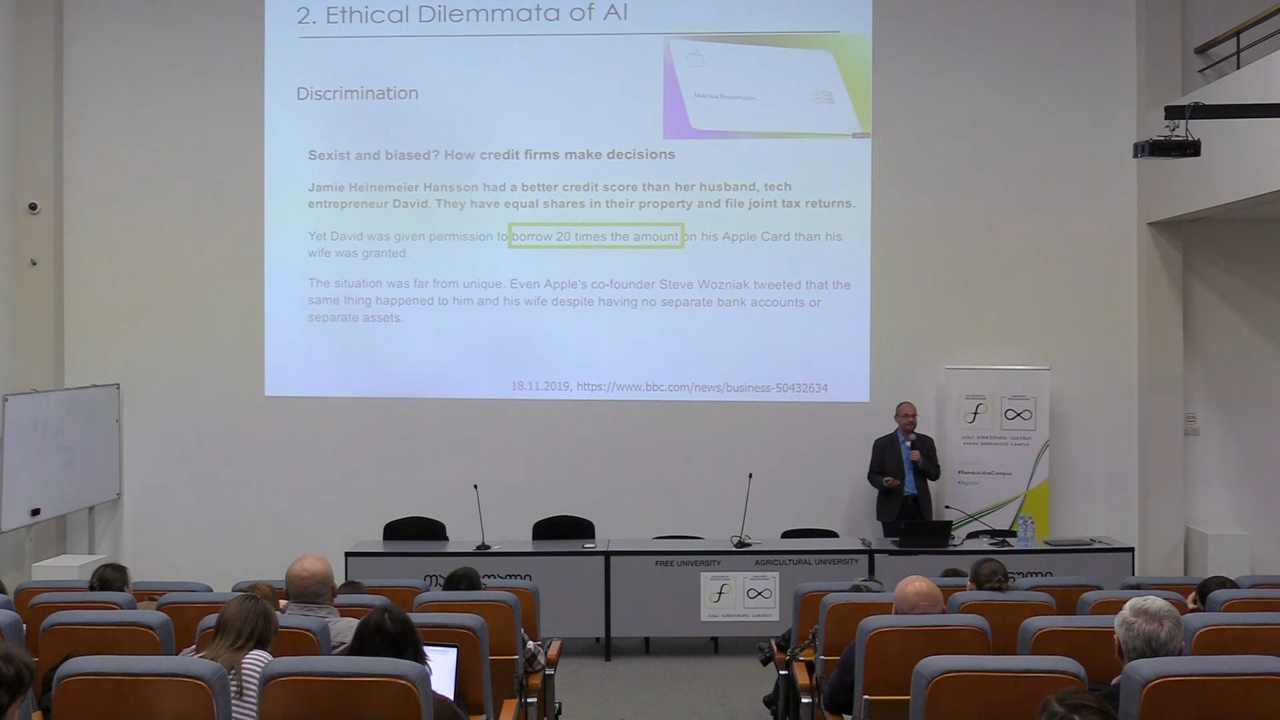 2. Ethical Dilemmata of AI
Discrimination
Sexist and biased? How credit firms make decisions
Jamie Heinemeier Hansson had a better credit score than her husband, tech
entrepreneur David. They have equal shares in their property and file joint tax returns.
Yet David was given permission to borrow 20 times the amount on his Apple Card than his
wife was granted.
The situation was far from unique. Even Apple's co-founder Steve Wozniak tweeted that the
same thing happened to him and his wife despite having no separate bank accounts or
separate assets.
18.11.2019, https://www.bbc.com/news/business-50432634
#BendukidzeCampus
FREE UNIVERSITY
AGRICULTURAL UNIVERSITY